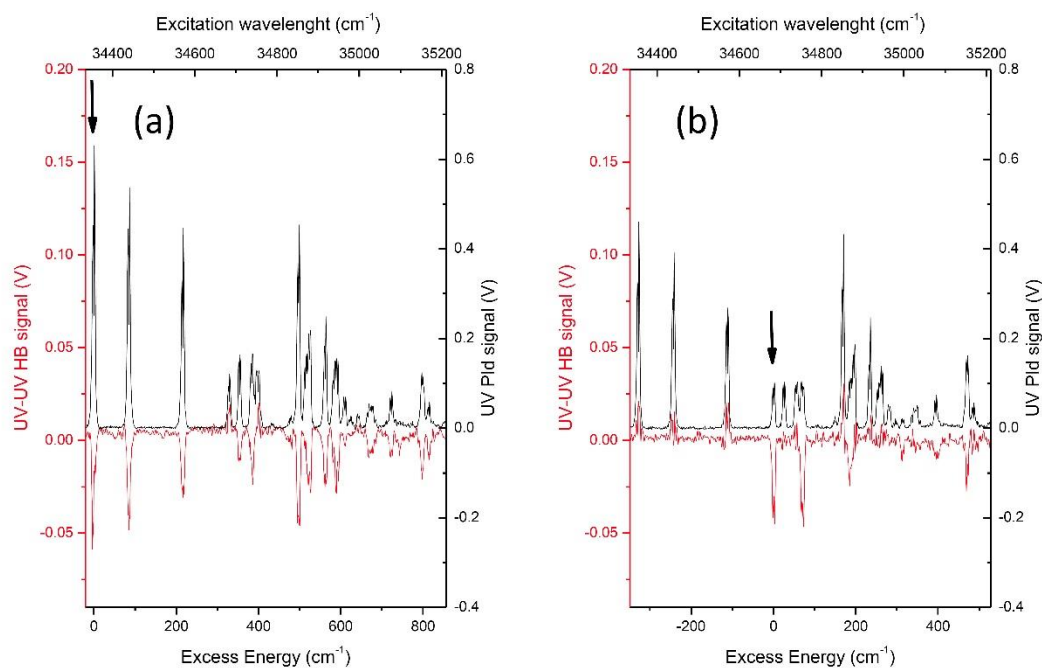 Excitation wavelenght (cm-1)
34400 34600 34800 35000 35200
0.20
0.15
0.10
0.05
0.00
-0.05
UV-UV HB signal (V)
(a)
0.8
0.6
0.4
0.2
0.0
-0.2
-0.4
UV PId signal (V)
0 200 400 600 800
Excess Energy (cm-1)
Excitation wavelenght (cm-1)
34400 34600 34800 35000 35200
0.20
0.15
0.10
0.05
0.00
-0.05
UV-UV HB signal (V)
(b)
0.8
0.6
0.4
0.2
0.0
-0.2
-0.4
UV PId signal (V)
-200 0 200 400
Excess Energy (cm-1)